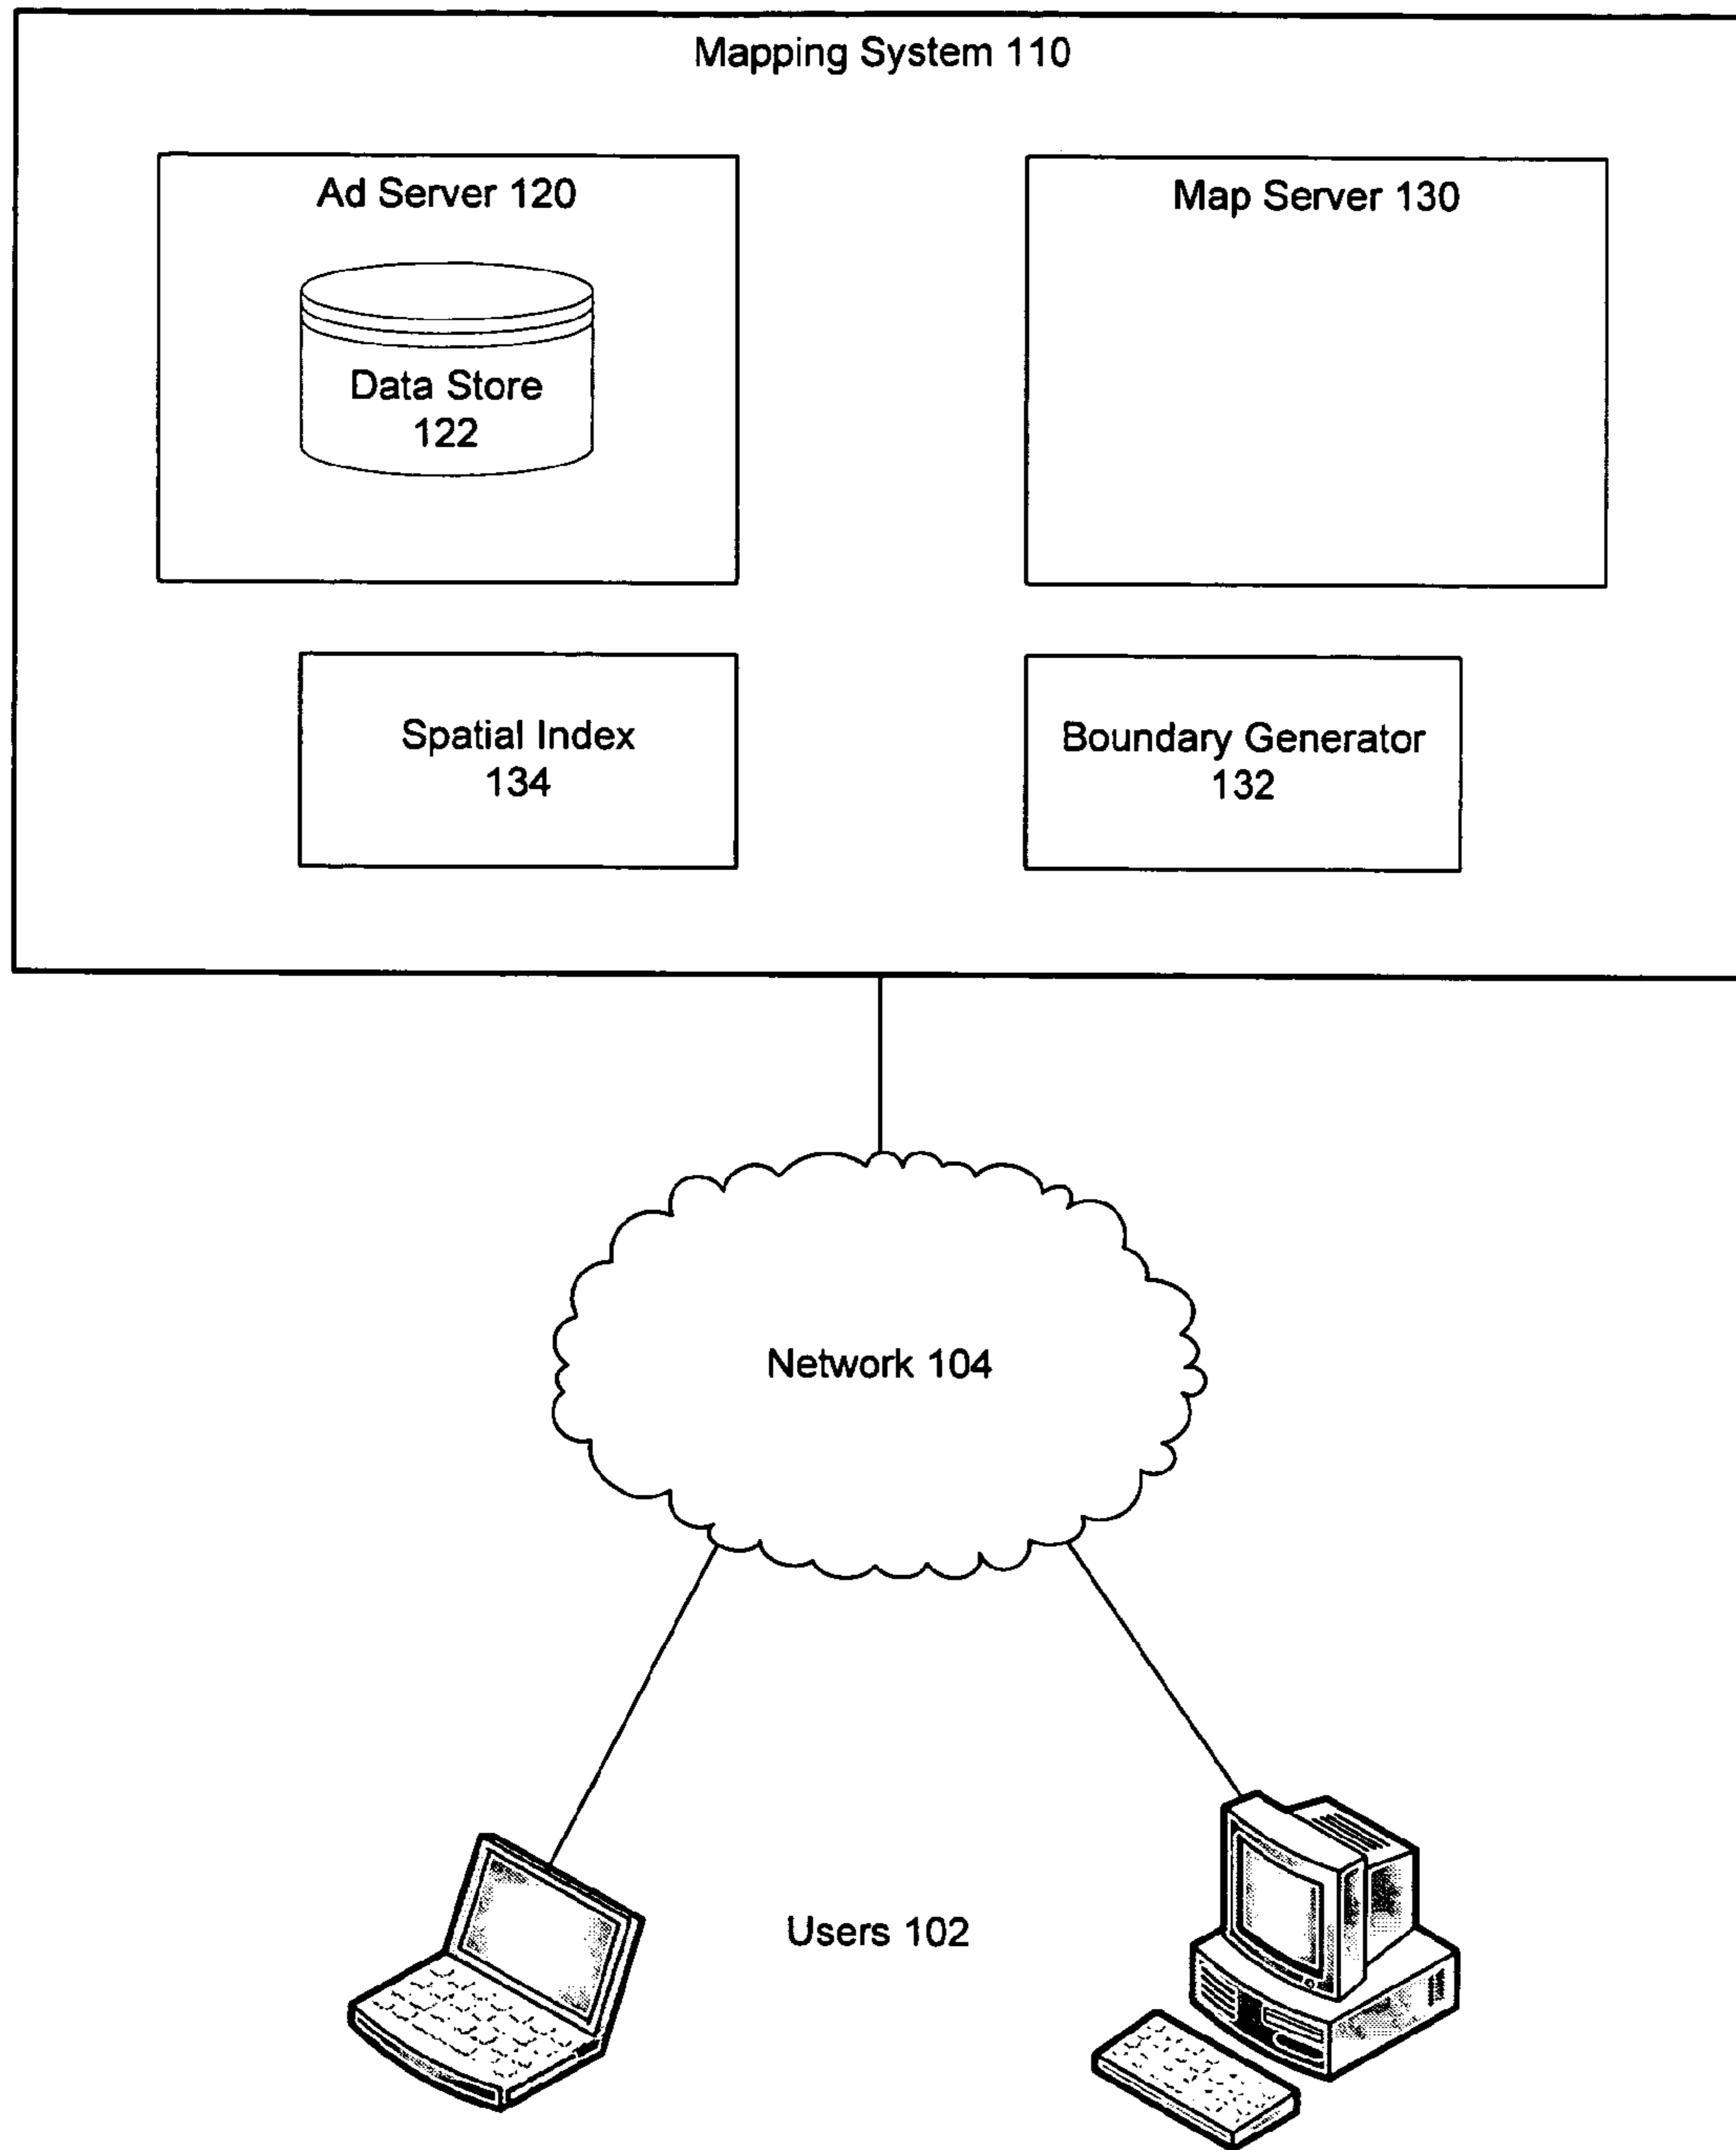 Mapping System 110
Ad Server 120
Map Server 130
Data Store
122
Spatial Index
134
Boundary Generator
132
Network 104
Users 102